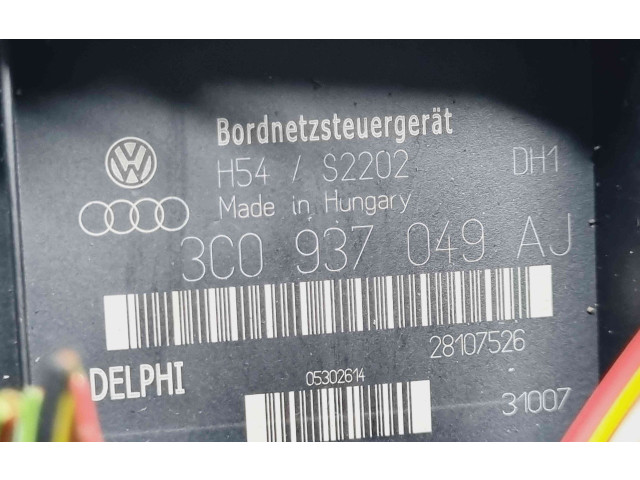 Bordnetzsteuergerät
H54 / S2202 DH1
Made in Hungary
3C0 937 049 AJ
28107526
DELPHI
05302614
31007